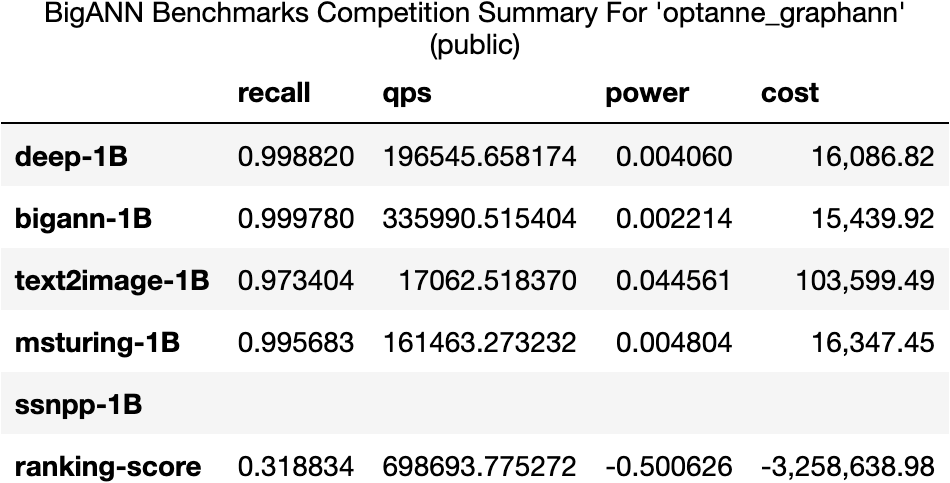 BigANN Benchmarks Competition Summary For 'optanne_graphann'
(public)
recall qps power cost
deep-1B 0.998820 196545.658174 0.004060 16,086.82
bigann-1B 0.999780 335990.515404 0.002214 15,439.92
text2image-1B 0.973404 17062.518370 0.044561 103,599.49
msturing-1B 0.995683 161463.273232 0.004804 16,347.45
ssnpp-1B
ranking-score 0.318834 698693.775272 -0.500626 -3,258,638.98